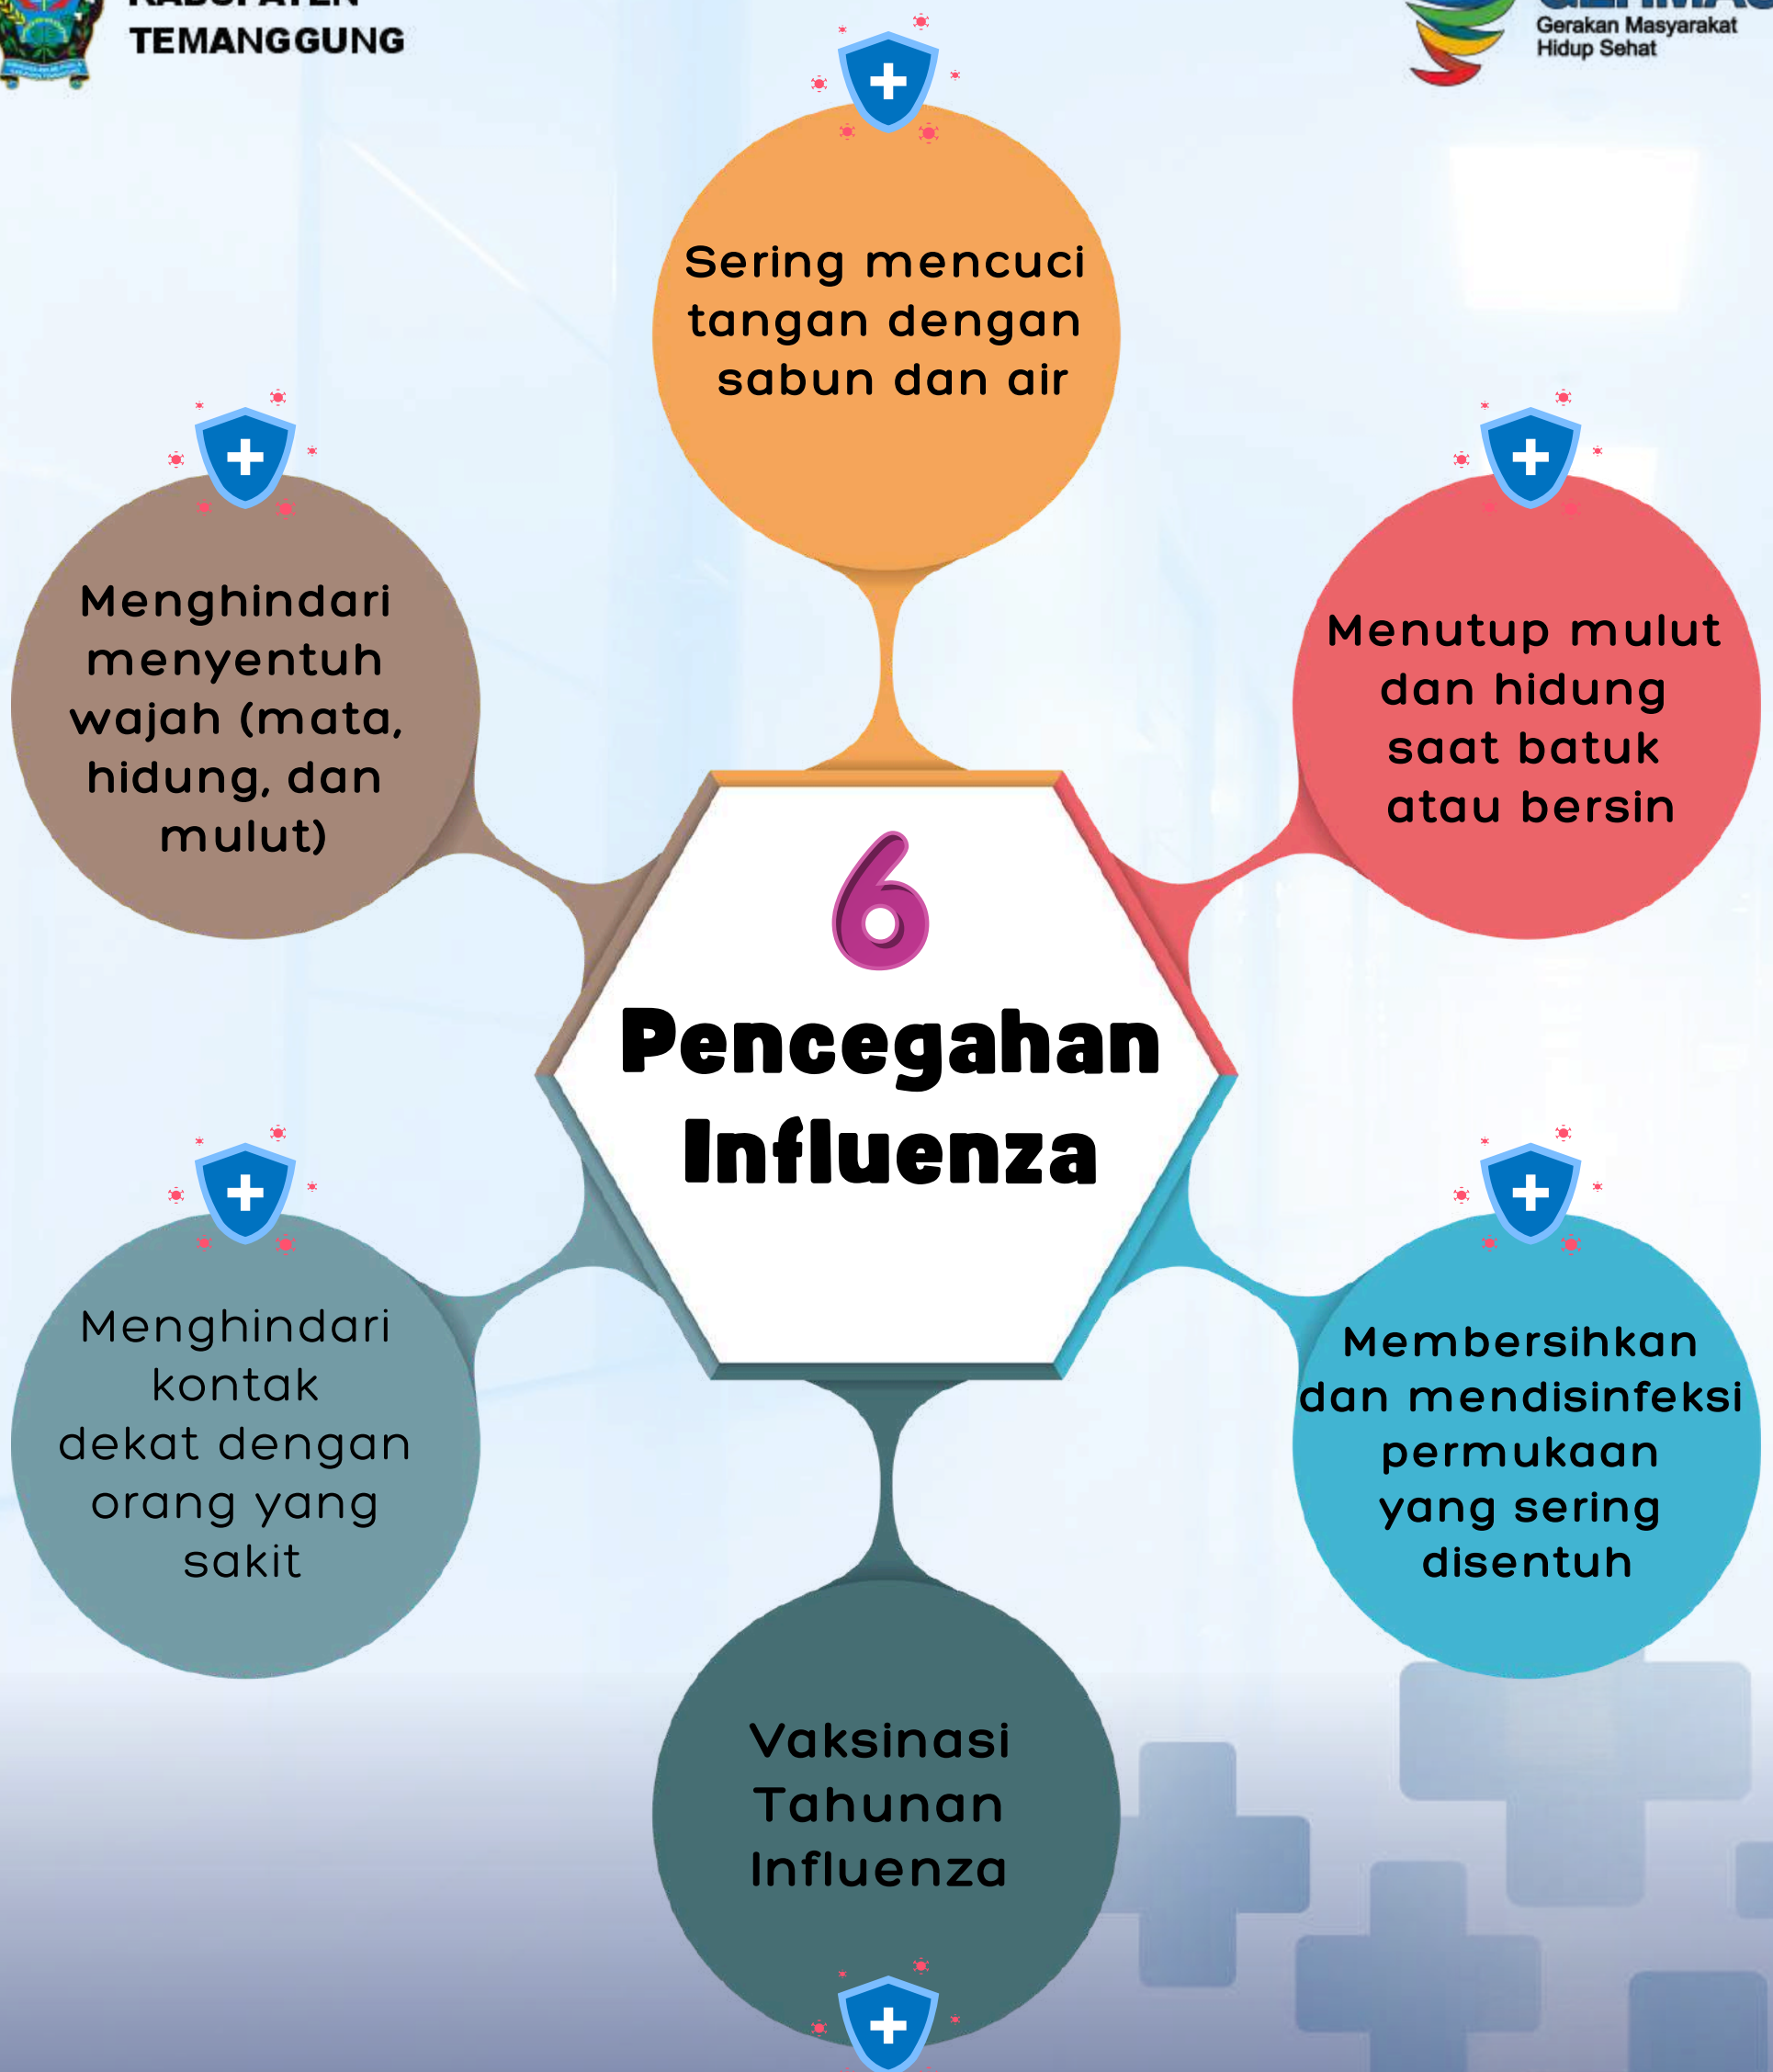 KABUPATEN
TEMANGGUNG
GERMAS
Gerakan Masyarakat
Hidup Sehat
Sering mencuci
tangan dengan
sabun dan air
Menghindari
menyentuh
wajah (mata,
hidung, dan
mulut)
Menutup mulut
dan hidung
saat batuk
atau bersin
6
Pencegahan
Influenza
Menghindari
kontak
dekat dengan
orang yang
sakit
Membersihkan
dan mendisinfeksi
permukaan
yang sering
disentuh
Vaksinasi
Tahunan
Influenza